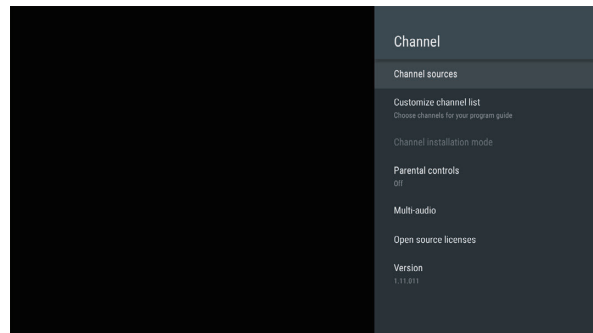 Channel
Channel sources
Customize channel list
Choose channels for your program guide
Channel installation mode
Parental controls
Off
Multi-audio
Open source licenses
Version
1.11.011